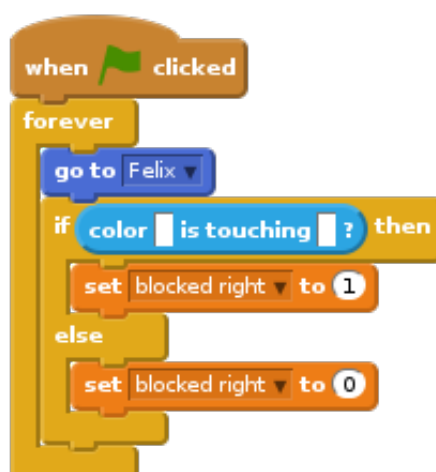 when clicked
forever
go to Felix
if color is touching ? then
set blocked right to 1
else
set blocked right to 0